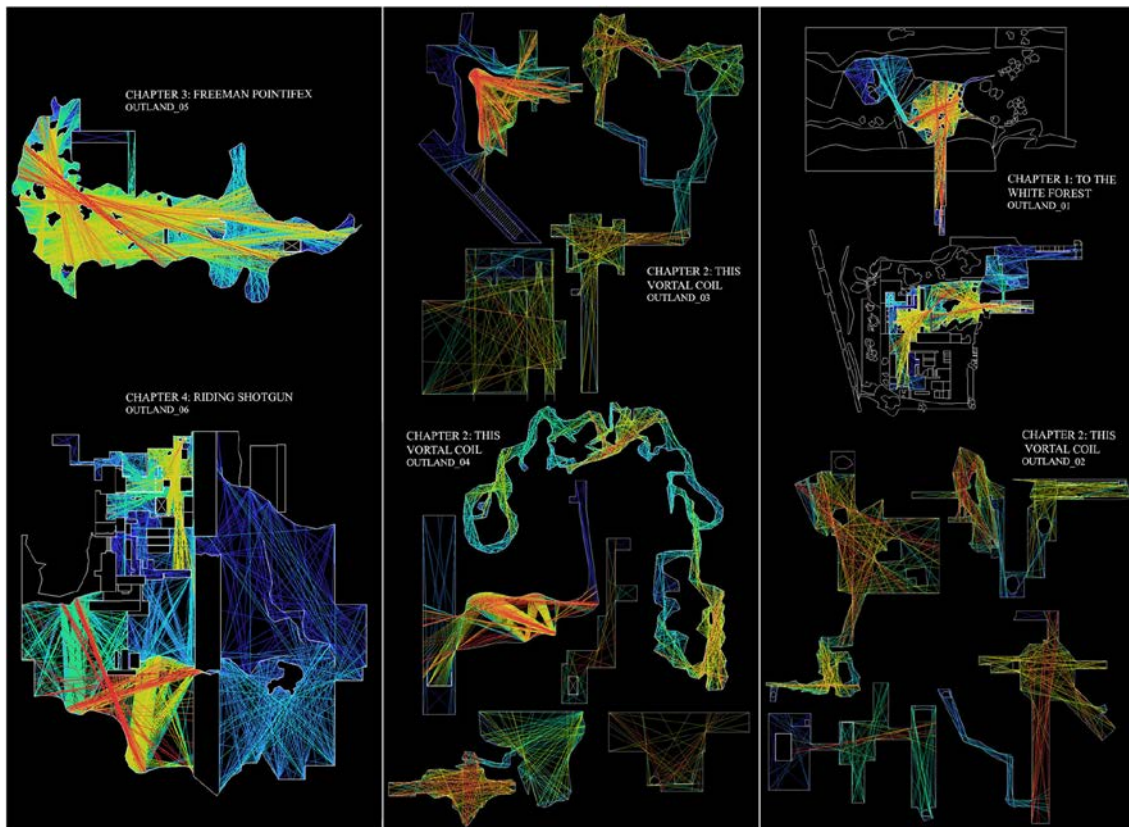 CHAPTER 3: FREEMAN POINTIFEX
OUTLAND_05
CHAPTER 4: RIDING SHOTGUN
OUTLAND_06
CHAPTER 2: THIS
VORTAL COIL
OUTLAND_03
CHAPTER 2: THIS
VORTAL COIL
OUTLAND_04
CHAPTER 1: TO THE
WHITE FOREST
OUTLAND_01
CHAPTER 2: THIS
VORTAL COIL
OUTLAND_02